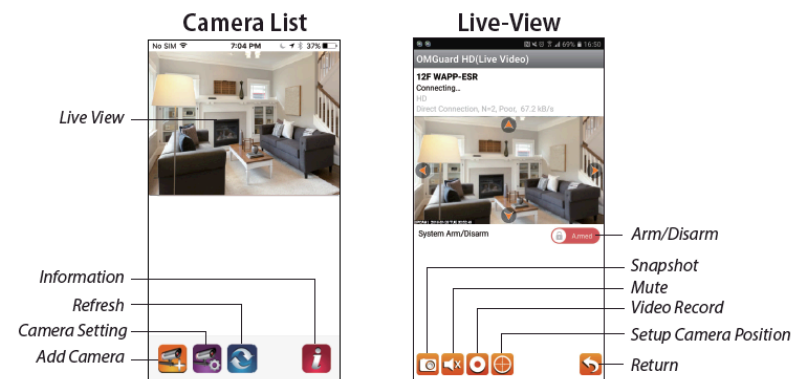 Camera List
No SIM 7:04 PM 37%
Live View
Information
Refresh
Camera Setting
Add Camera
Live-View
69% 16:50
OMGuard HD(Live Video)
12F WAPP-ESR
Connecting..
HD
Direct Connection, N=2, Poor, 67.2 kB/s
System Arm/Disarm
Armed
Arm/Disarm
Snapshot
Mute
Video Record
Setup Camera Position
Return